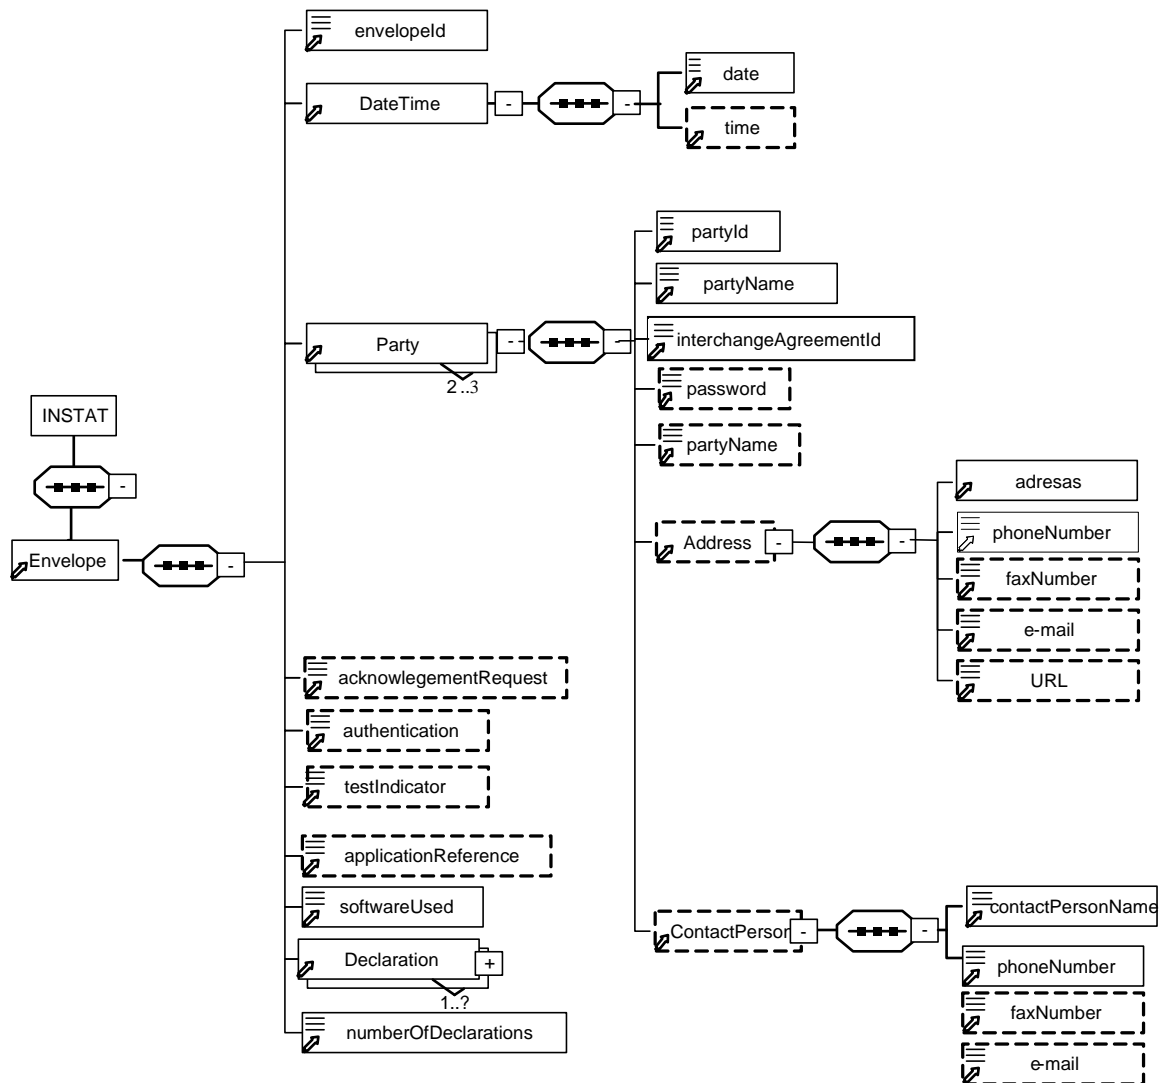 envelopeId
DateTime
-
-
date
time
Party
-
-
2..3
partyId
partyName
interchangeAgreementId
password
partyName
INSTAT
-
Envelope
-
Address
-
-
adresas
phoneNumber
faxNumber
e-mail
URL
acknowlegementRequest
authentication
testIndicator
applicationReference
softwareUsed
Declaration
+
1..?
numberOfDeclarations
ContactPerson
-
-
contactPersonName
phoneNumber
faxNumber
e-mail